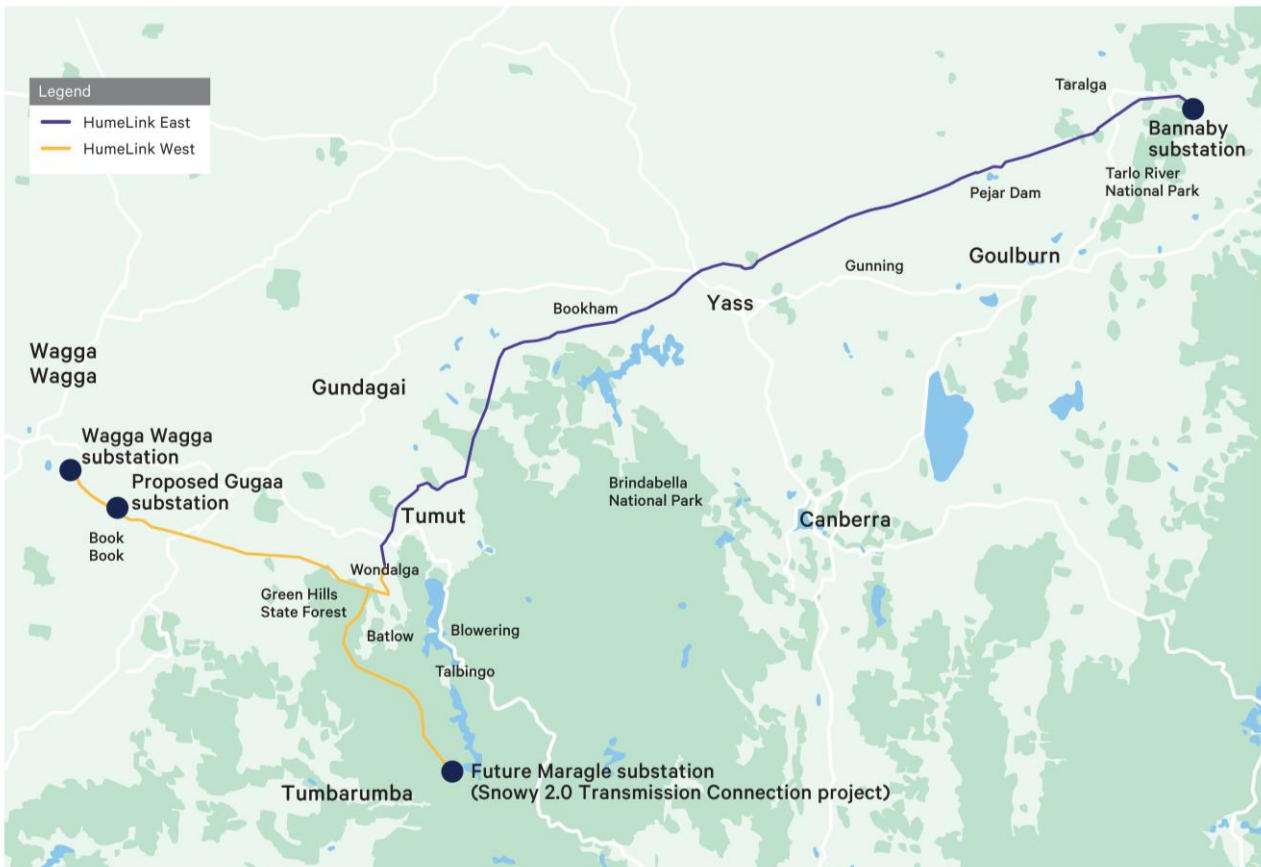 Legend
HumeLink East
HumeLink West
Taralga
Bannaby
substation
Tarlo River
National Park
Pejar Dam
Goulburn
Gunning
Yass
Bookham
Wagga
Wagga
Gundagai
Wagga Wagga
substation
Proposed Gugaa
substation
Book
Book
Brindabella
National Park
Tumut
Canberra
Wondalga
Green Hills
State Forest
Batlow
Blowering
Talbingo
Future Maragle substation
(Snowy 2.0 Transmission Connection project)
Tumbarumba